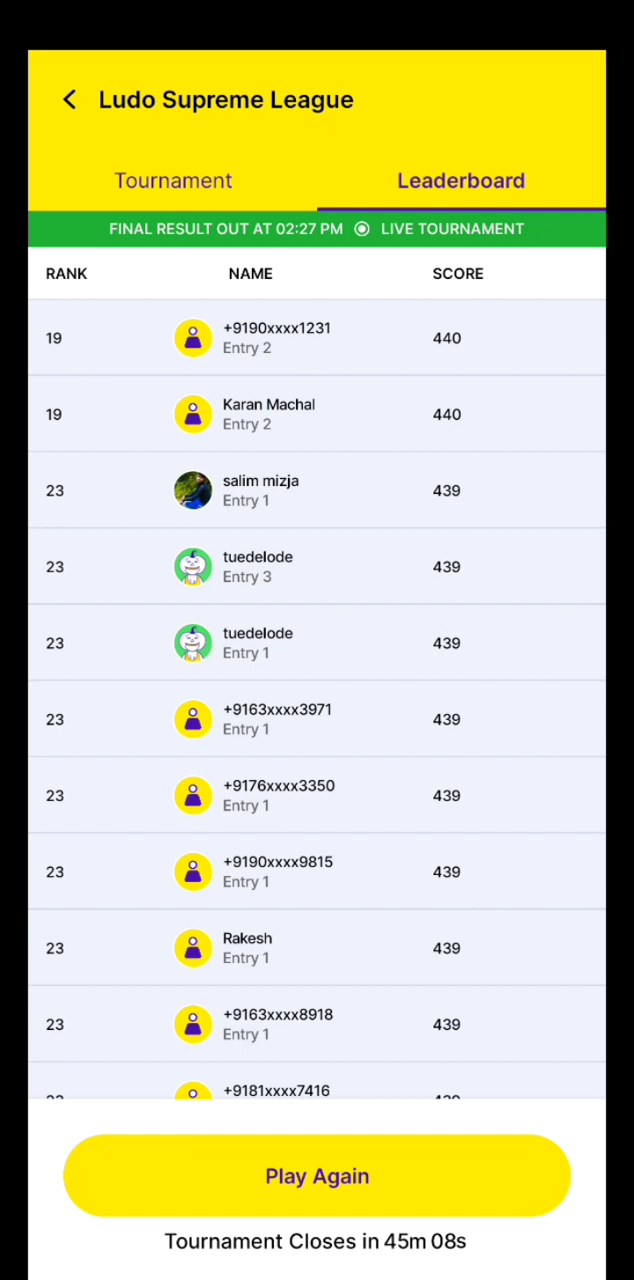 Ludo Supreme League
Tournament Leaderboard
FINAL RESULT OUT AT 02:27 PM LIVE TOURNAMENT
RANK NAME SCORE
19 +9190xxxx1231 440
Entry 2
19 Karan Machal 440
Entry 2
23 salim mizja 439
Entry 1
23 tuedelode 439
Entry 3
23 tuedelode 439
Entry 1
23 +9163xxxx3971 439
Entry 1
23 +9176xxxx3350 439
Entry 1
23 +9190xxxx9815 439
Entry 1
23 Rakesh 439
Entry 1
23 +9163xxxx8918 439
Entry 1
+9181xxxx7416
Play Again
Tournament Closes in 45m 08s